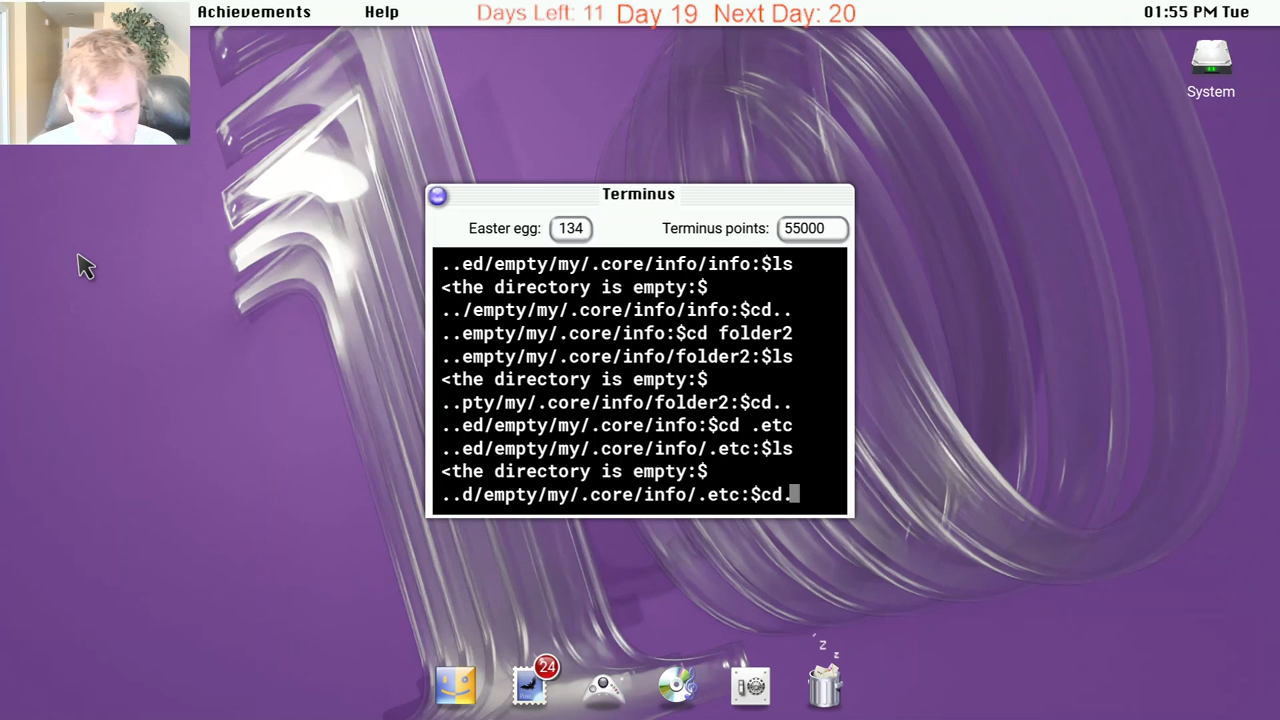 Achievements Help Days Left: 11 Day 19 Next Day: 20 01:55 PM Tue
System
Terminus
Easter egg: 134 Terminus points: 55000
..ed/empty/my/.core/info/info:$ls
<the directory is empty:$
../empty/my/.core/info/info:$cd..
..empty/my/.core/info:$cd folder2
..empty/my/.core/info/folder2:$ls
<the directory is empty:$
..pty/my/.core/info/folder2:$cd..
..ed/empty/my/.core/info:$cd .etc
..ed/empty/my/.core/info/.etc:$ls
<the directory is empty:$
..d/empty/my/.core/info/.etc:$cd.
z
z
24